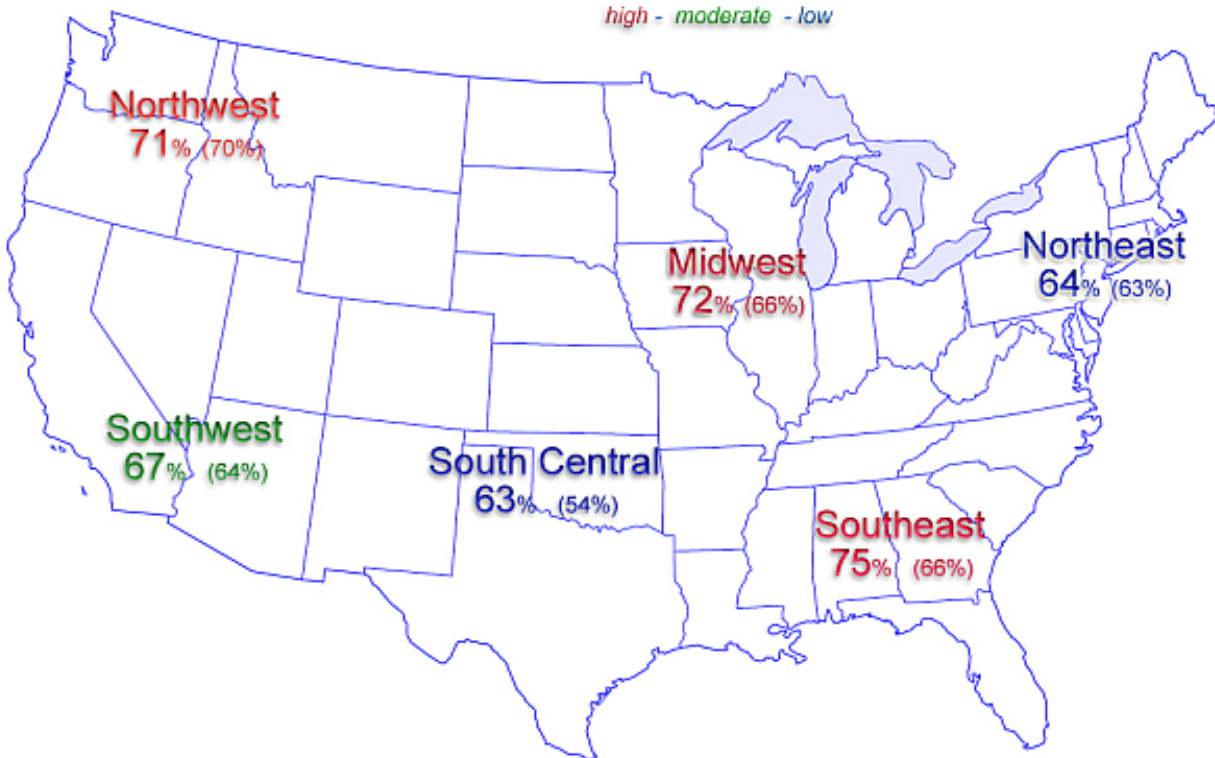 high - moderate - low
Northwest
71% (70%)
Northeast
64% (63%)
Midwest
72% (66%)
Southwest
67% (64%)
South Central
63% (54%)
Southeast
75% (66%)